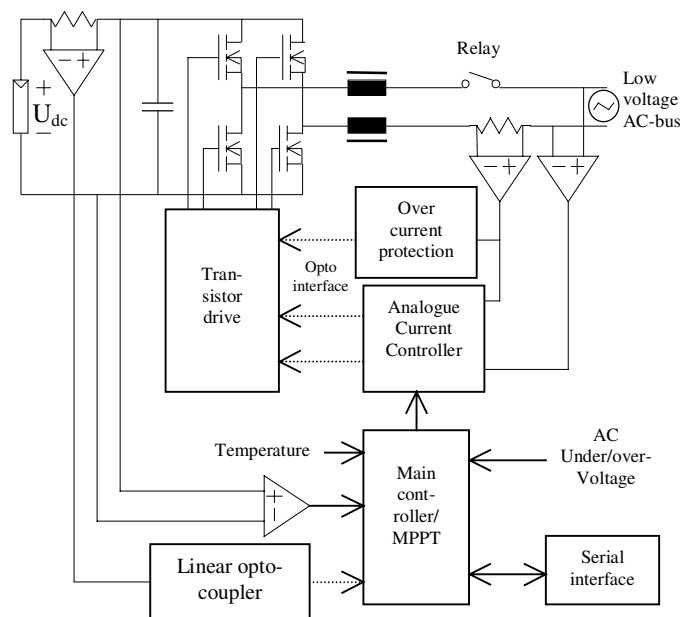 Relay
Low
voltage
AC-bus
− +
+
U dc
−
− +
− +
Over
current
protection
Opto
interface
Tran-
sistor
drive
Analogue
Current
Controller
Temperature
AC
Under/over-
Voltage
Main
cont-
roller/
MPPT
+
−
Linear opto-
coupler
Serial
interface